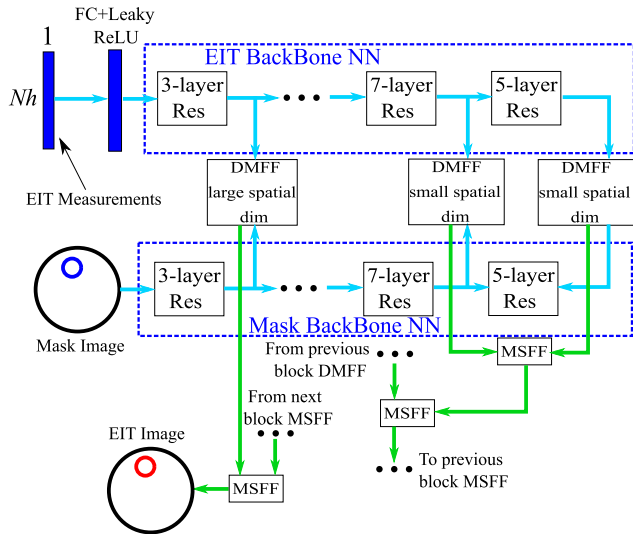 FC+Leaky
ReLU
1
Nh
EIT Measurements
EIT BackBone NN
3-layer
Res
7-layer
Res
5-layer
Res
DMFF
large spatial
dim
DMFF
small spatial
dim
DMFF
small spatial
dim
3-layer
Res
7-layer
Res
5-layer
Res
Mask BackBone NN
Mask Image
From previous
block DMFF
MSFF
From next
block MSFF
MSFF
EIT Image
MSFF
To previous
block MSFF